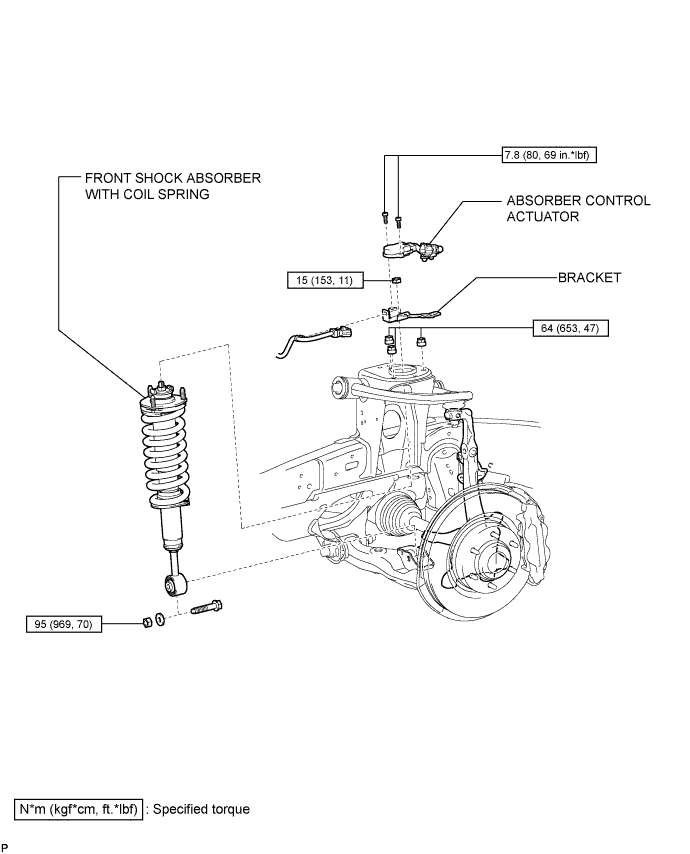 7.8 (80, 69 in.*lbf)
FRONT SHOCK ABSORBER
WITH COIL SPRING
ABSORBER CONTROL
ACTUATOR
15 (153, 11)
BRACKET
64 (653, 47)
95 (969, 70)
N*m (kgf*cm, ft.*lbf) : Specified torque
P